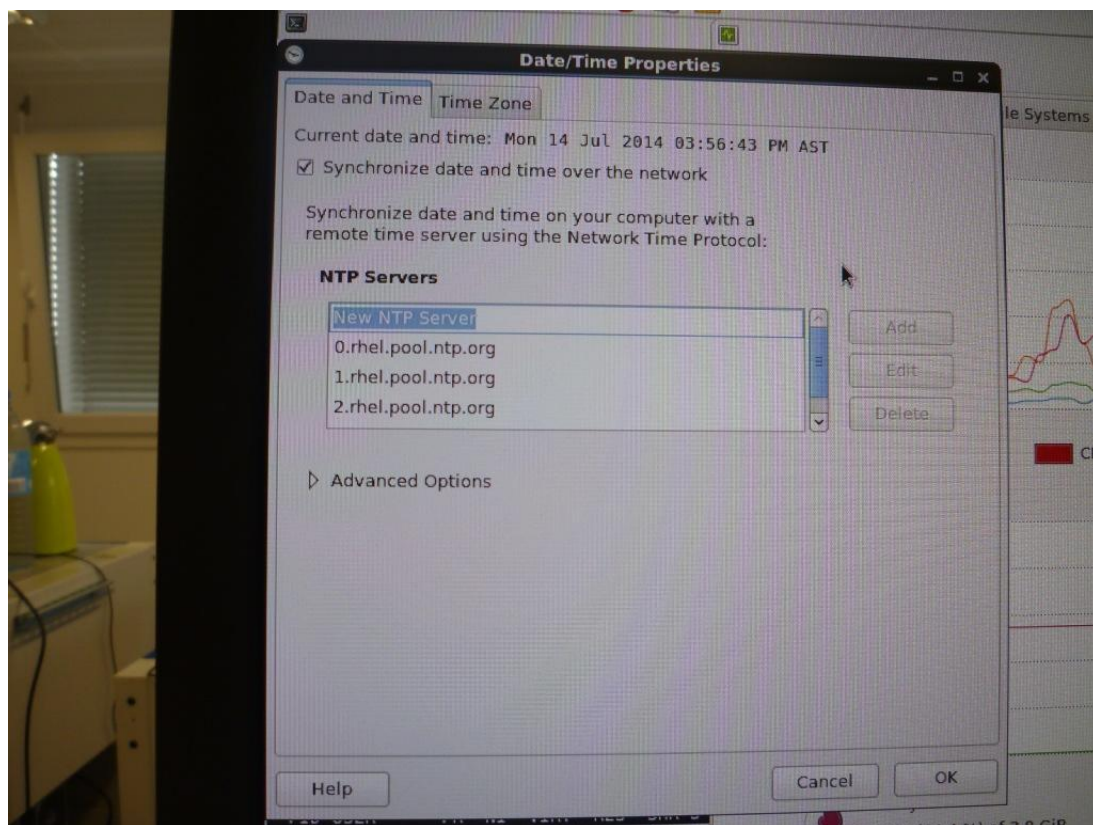 Date/Time Properties
Date and Time
Time Zone
le Systems
Current date and time: Mon 14 Jul 2014 03:56:43 PM AST
Synchronize date and time over the network
Synchronize date and time on your computer with a
remote time server using the Network Time Protocol:
NTP Servers
New NTP Server
Add
0.rhel.pool.ntp.org
Edit
1.rhel.pool.ntp.org
2.rhel.pool.ntp.org
Delete
Advanced Options
Help
Cancel
OK